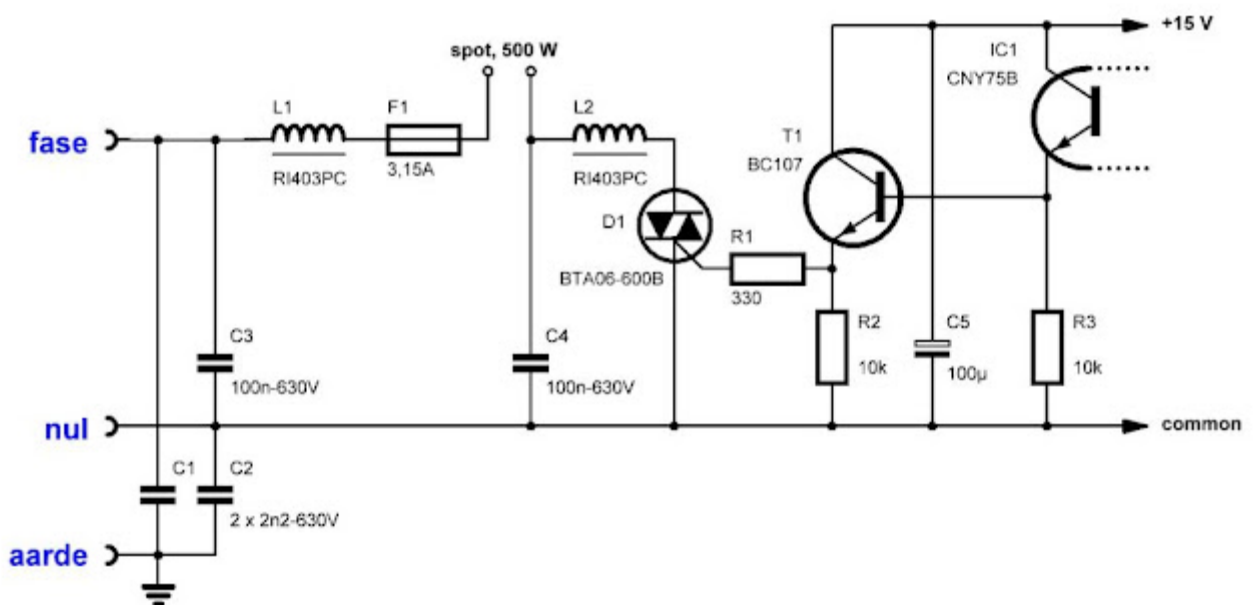 +15 V
spot, 500 W
IC1
CNY75B
L1
F1
L2
fase
T1
BC107
RI403PC
3,15A
RI403PC
D1
R1
BTA06-600B
330
C3
C4
R2
C5
R3
100n-630V
100n-630V
10k
100µ
10k
nul
common
C1
C2
2 x 2n2-630V
aarde